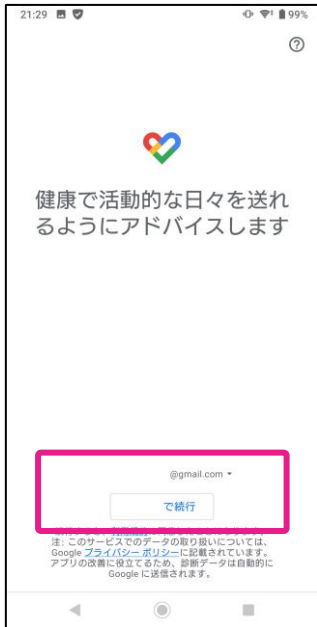 21:29
99%
健康で活動的な日々を送れ
るようにアドバイスします
@gmail.com
で続行
注: このサービスでのデータの取り扱いについては、
Google プライバシー ポリシーに記載されています。
アプリの改善に役立てるため、診断データは自動的に
Google に送信されます。